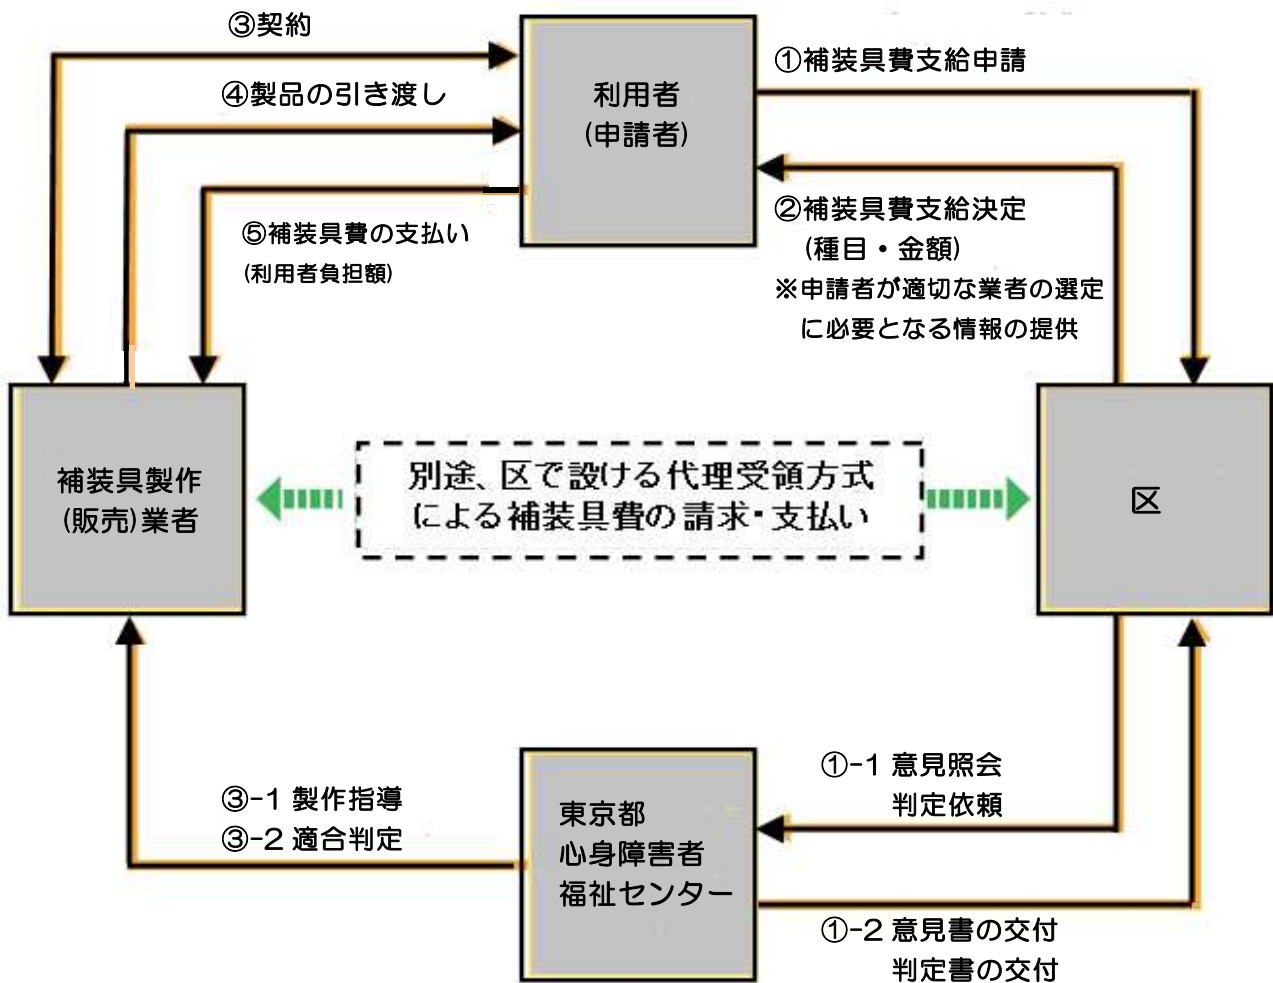 ③契約
④製品の引き渡し
利用者
(申請者)
①補装具費支給申請
⑤補装具費の支払い
(利用者負担額)
②補装具費支給決定
(種目・金額)
※申請者が適切な業者の選定
に必要となる情報の提供
補装具製作
(販売)業者
別途、区で設ける代理受領方式
による補装具費の請求・支払い
区
③-1 製作指導
③-2 適合判定
東京都
心身障害者
福祉センター
①-1 意見照会
判定依頼
①-2 意見書の交付
判定書の交付